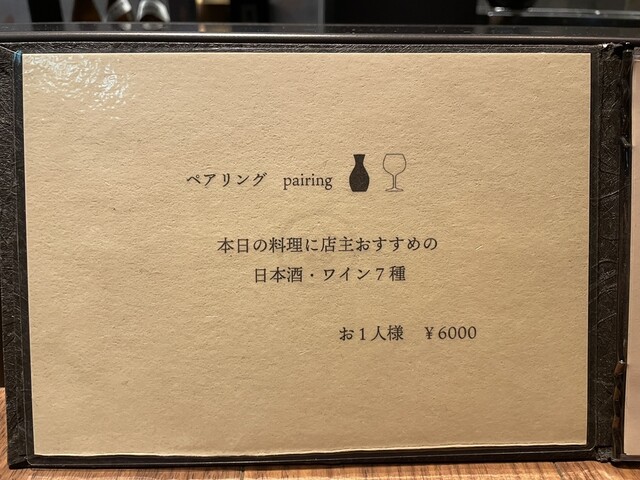 ペアリング pairing
本日の料理に店主おすすめの
日本酒・ワイン７種
お１人様 ￥6000